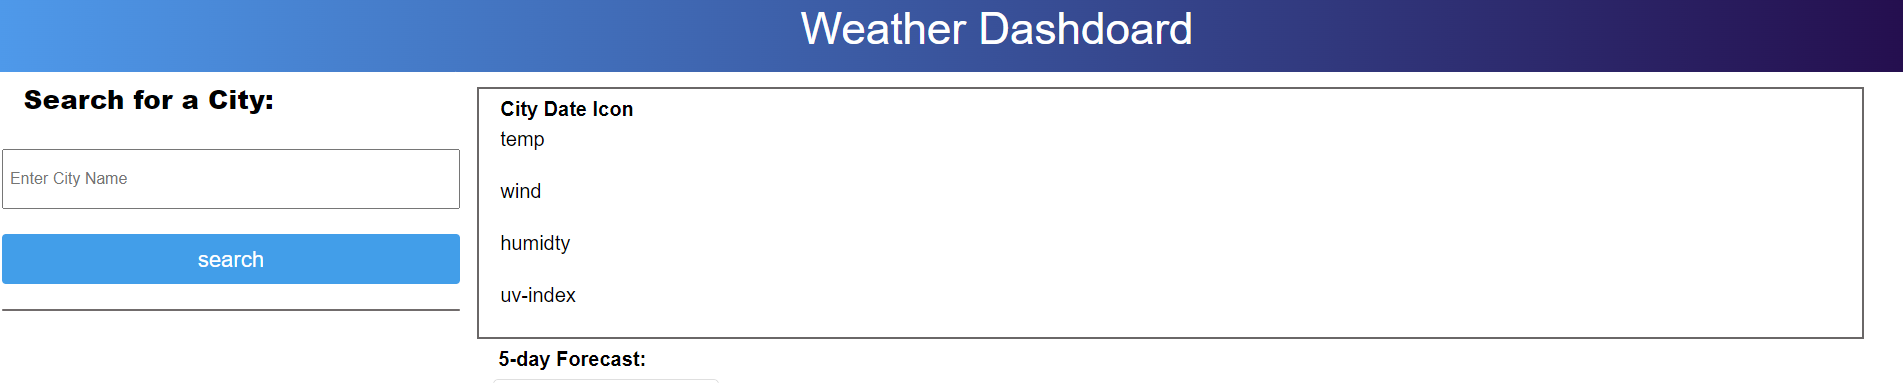 Weather Dashdoard
Search for a City:
Enter City Name
search
City Date Icon
temp
wind
humidty
uv-index
5-day Forecast: